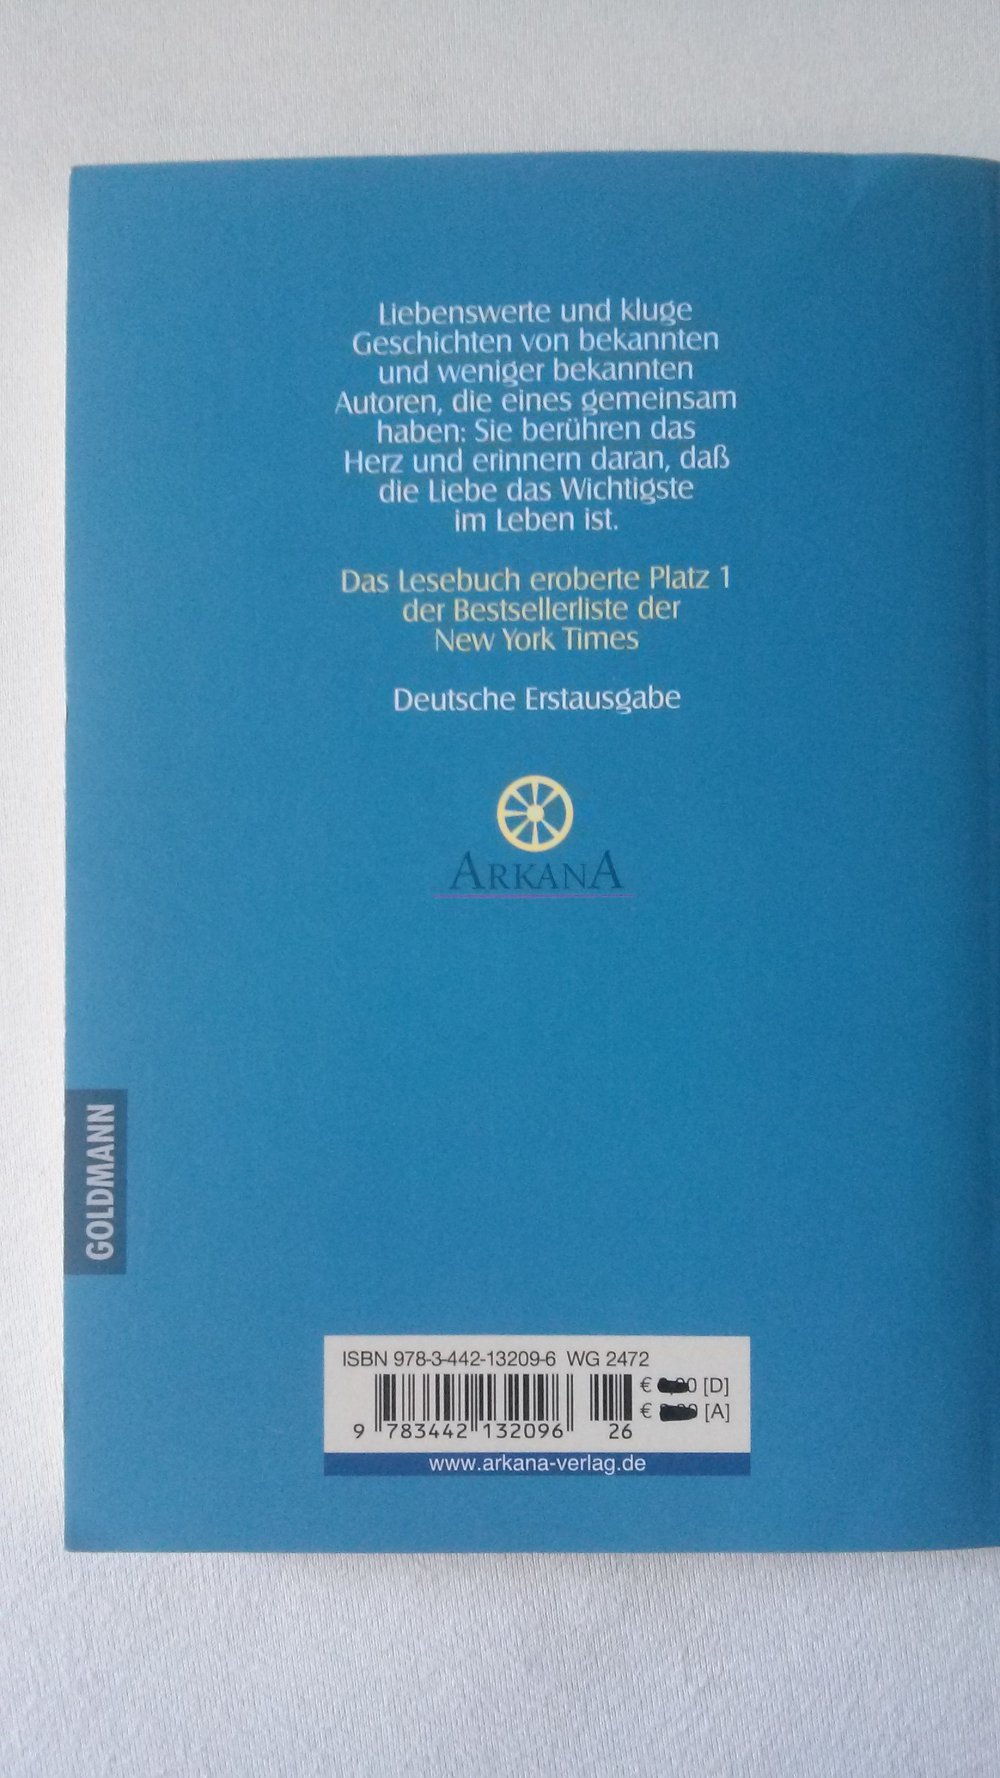 Liebenswerte und kluge
Geschichten von bekannten
und weniger bekannten
Autoren, die eines gemeinsam
haben: Sie berühren das
Herz und erinnern daran, daß
die Liebe das Wichtigste
im Leben ist.
Das Lesebuch eroberte Platz 1
der Bestsellerliste der
New York Times
Deutsche Erstausgabe
ARKANA
GOLDMANN
ISBN 978-3-442-13209-6 WG 2472
€ [D]
€ [A]
9 783442 132096 26
www.arkana-verlag.de